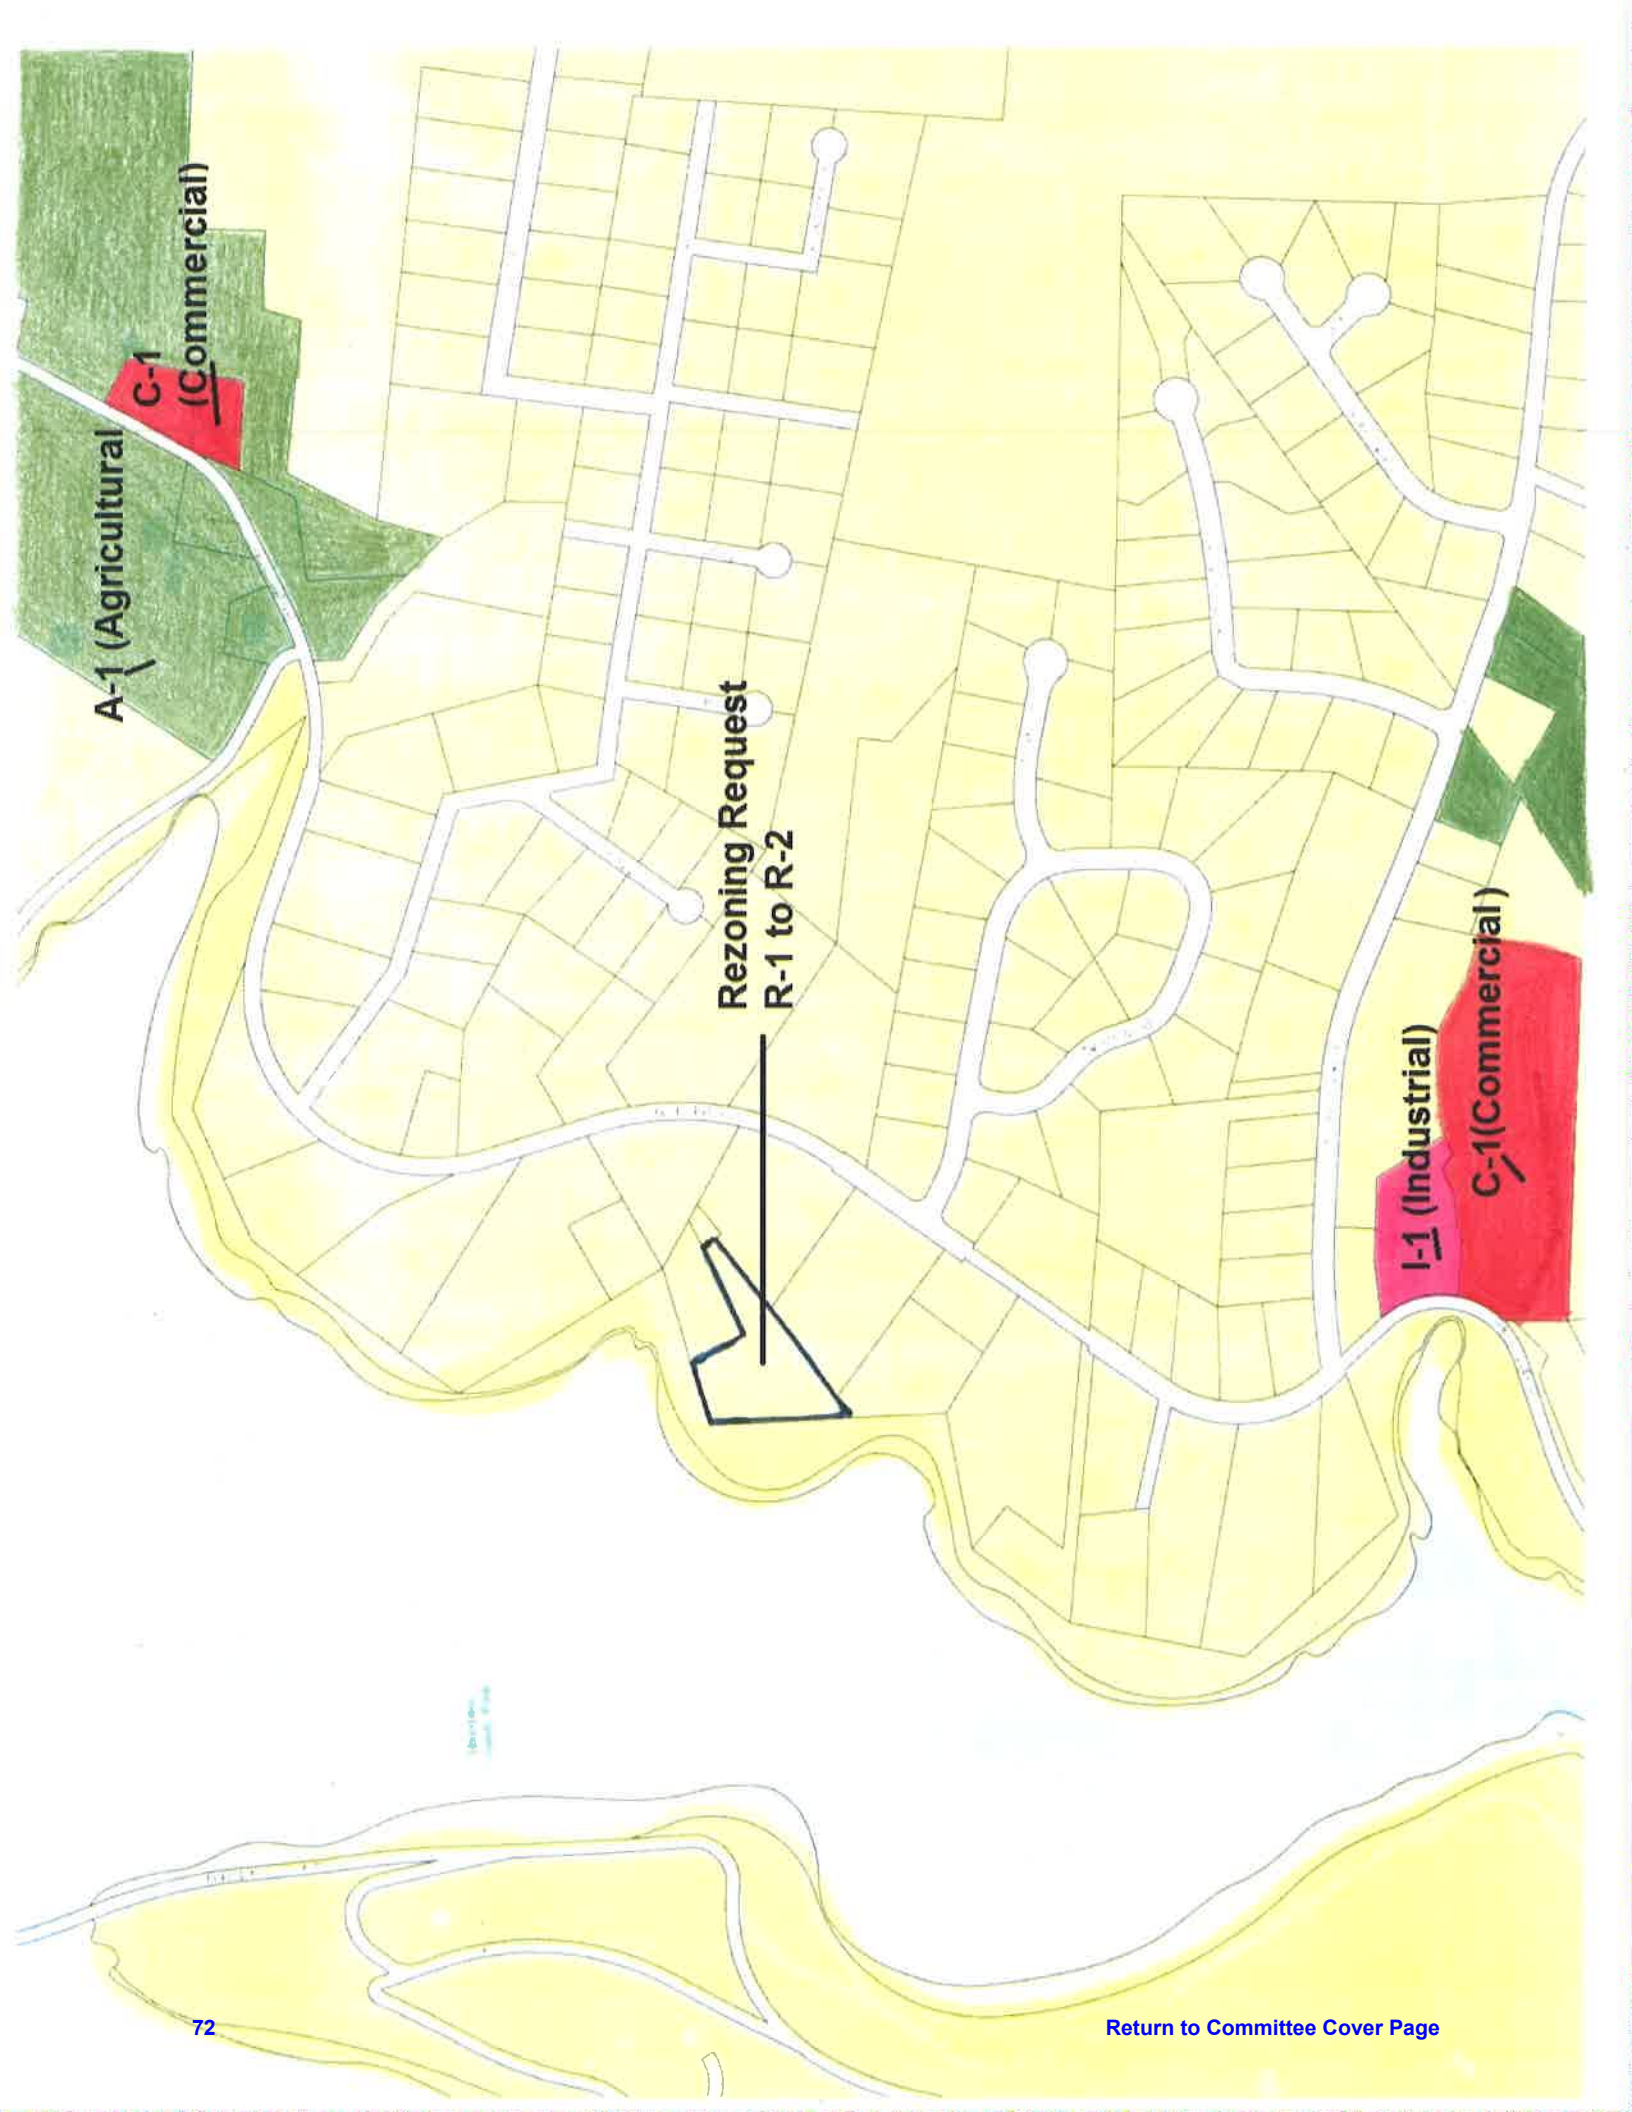 A-1 (Agricultural
C-1
(Commercial)
Rezoning Request
R-1 to R-2
I-1 (Industrial)
C-1(Commercial)
72
Return to Committee Cover Page